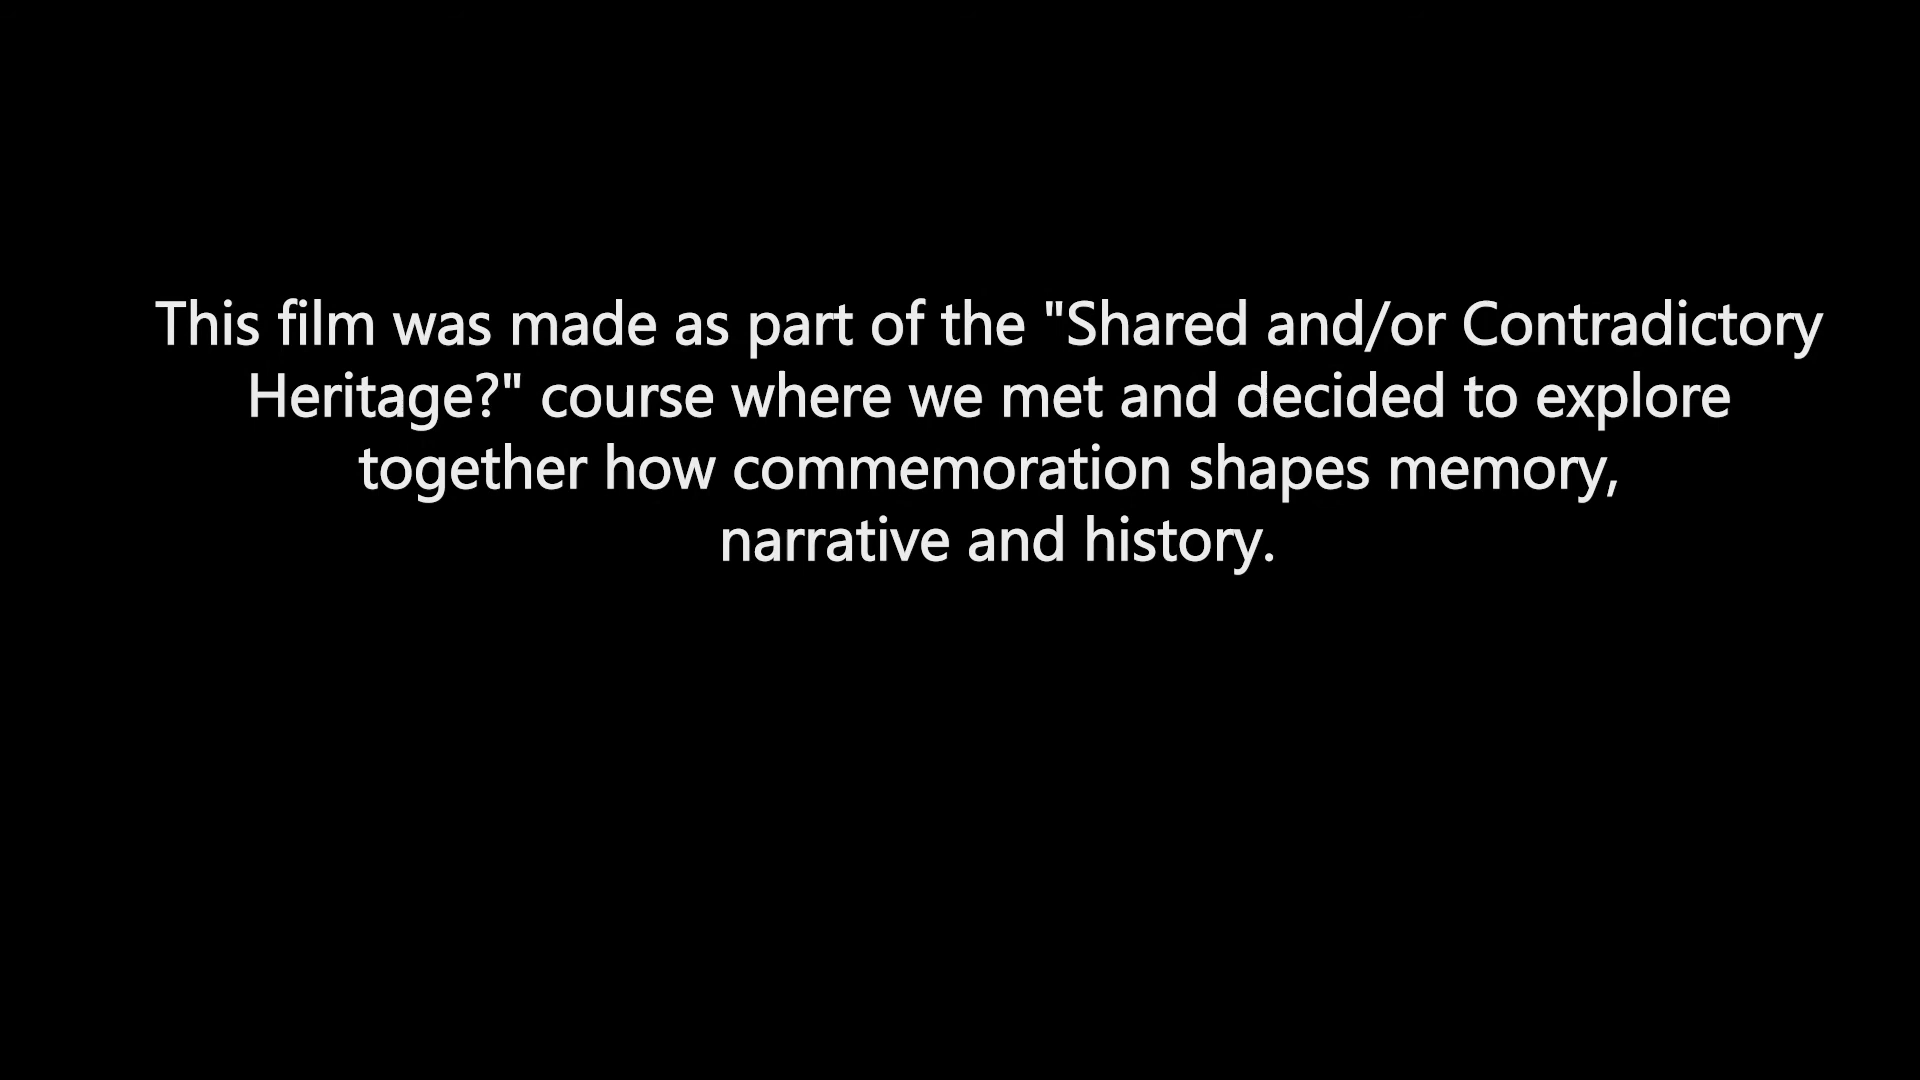 This film was made as part of the "Shared and/or Contradictory
Heritage?" course where we met and decided to explore
together how commemoration shapes memory,
narrative and history.